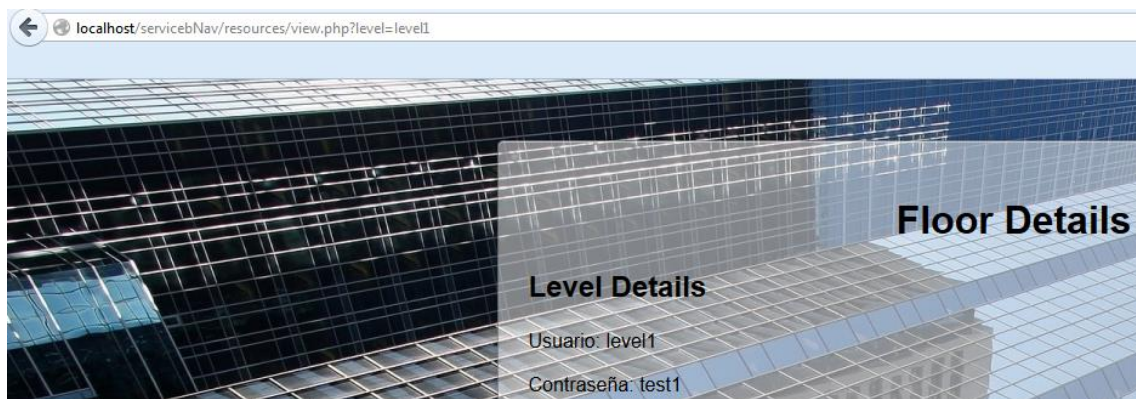 localhost/servicebNav/resources/view.php?level=level1
Floor Details
Level Details
Usuario: level1
Contraseña: test1